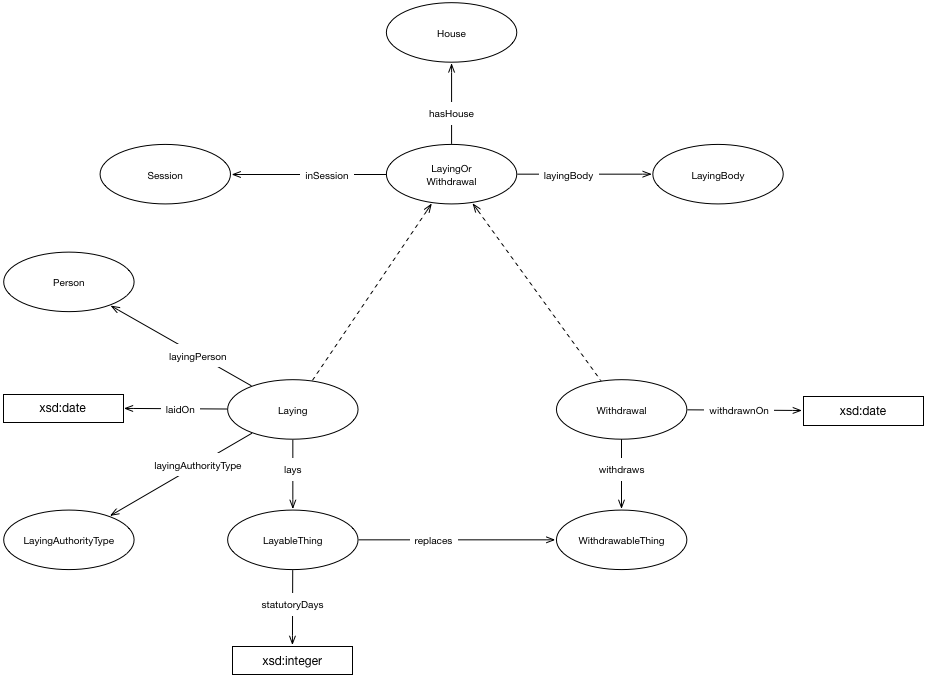 House
hasHouse
Session
inSession
LayingOr
Withdrawal
layingBody
LayingBody
Person
layingPerson
xsd:date
laidOn
Laying
Withdrawal
withdrawnOn
xsd:date
layingAuthorityType
lays
withdraws
LayingAuthorityType
LayableThing
replaces
WithdrawableThing
statutoryDays
xsd:integer